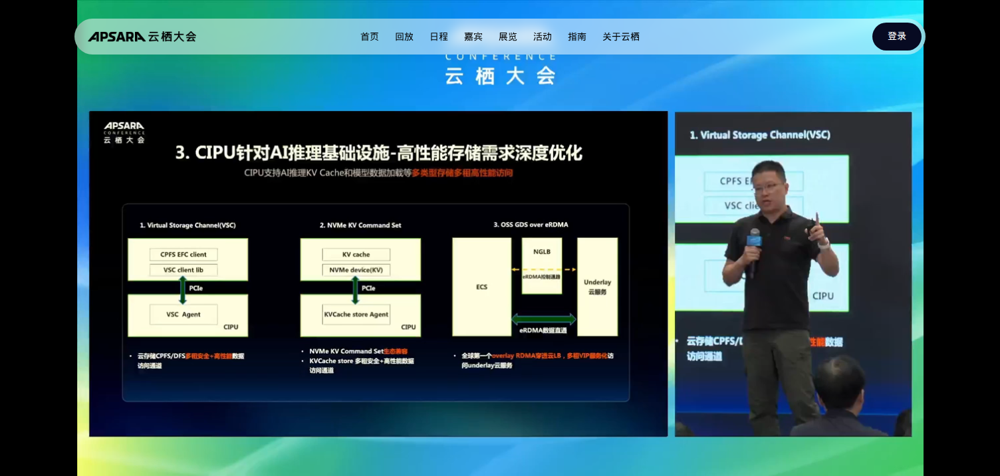 APSARA 云栖大会
首页 回放 日程 嘉宾 展览 活动 指南 关于云栖
登录
CONFERENCE
云栖大会
APSARA
CONFERENCE
云栖大会
3. CIPU针对AI推理基础设施-高性能存储需求深度优化
CIPU支持AI推理KV Cache和模型数据加载等多类型存储多租高性能访问
1. Virtual Storage Channel(VSC)
CPFS EFC client
VSC client lib
PCIe
VSC Agent
CIPU
• 云存储CPFS/DFS多租安全+高性能数据
访问通道
2. NVMe KV Command Set
KV cache
NVMe device(KV)
PCIe
KVCache store Agent
CIPU
• NVMe KV Command Set生态兼容
• KVCache store 多租安全+高性能数据
访问通道
3. OSS GDS over eRDMA
ECS
NGLB
eRDMA控制通路
Underlay
云服务
eRDMA数据直通
• 全球第一个overlay RDMA穿透云LB，多租VIP服务化访
问underlay云服务
1. Virtual Storage Channel(VSC)
CPFS EF
VSC clie
CIPU
• 云存储CPFS/D 性能数据
访问通道